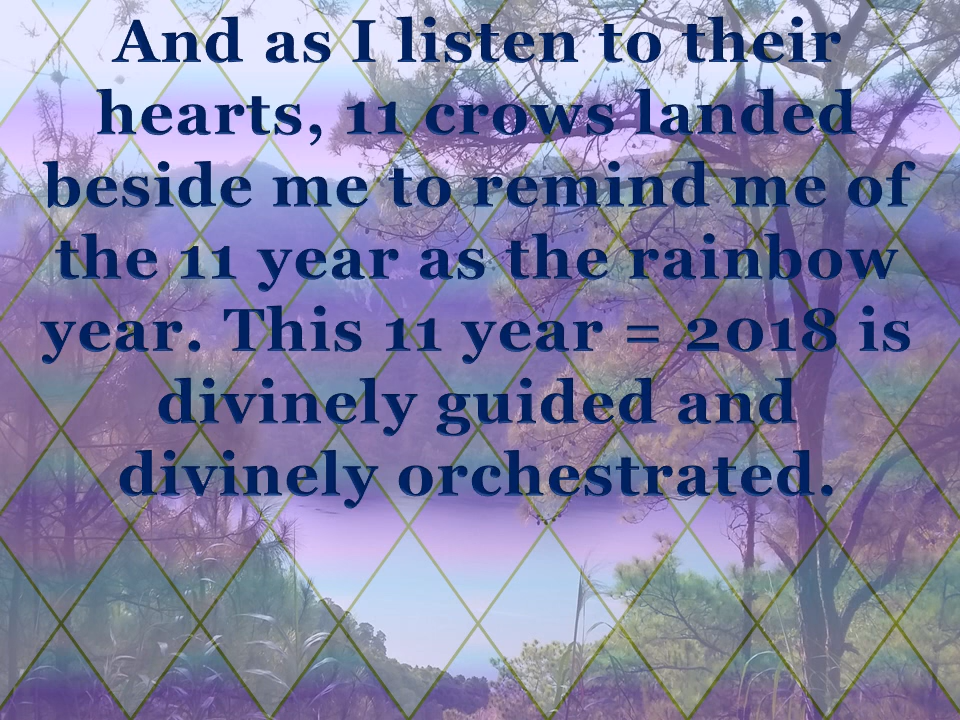 And as I listen to their
hearts, 11 crows landed
beside me to remind me of
the 11 year as the rainbow
year. This 11 year = 2018 is
divinely guided and
divinely orchestrated.